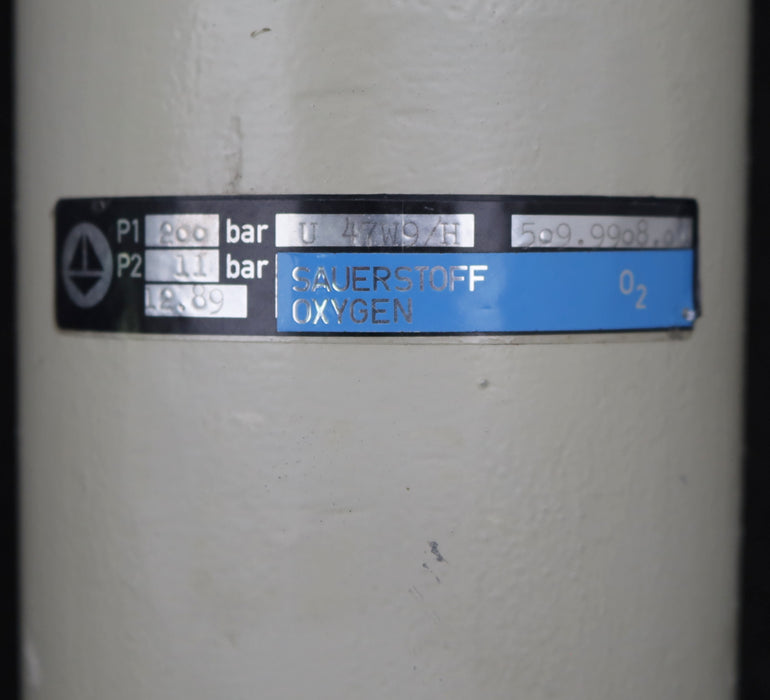 P1 200 bar U 47W9/H 509.9908.0
P2 11 bar SAUERSTOFF O2
12.89 OXYGEN